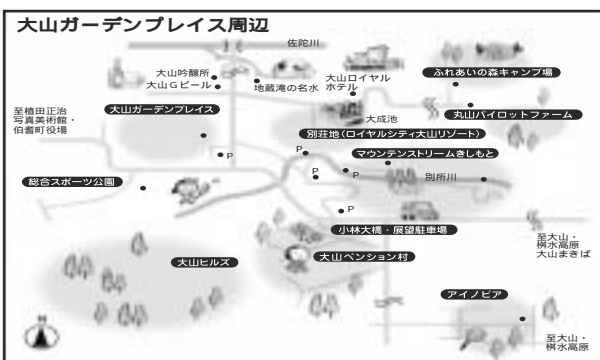 大山ガーデンプレイス周辺
佐陀川
大山吟醸所
大山Gビール
地蔵滝の名水
大山ロイヤル
ホテル
ふれあいの森キャンプ場
至植田正治
写真美術館・
伯耆町役場
大山ガーデンプレイス
大成池
丸山パイロットファーム
別荘地(ロイヤルシティ大山リゾート)
P
P
マウンテンストリームきしもと
P
P
別所川
総合スポーツ公園
P
小林大橋・展望駐車場
至大山・
桝水高原
大山まきば
大山ヒルズ
大山ペンション村
アイノピア
至大山・
桝水高原
N